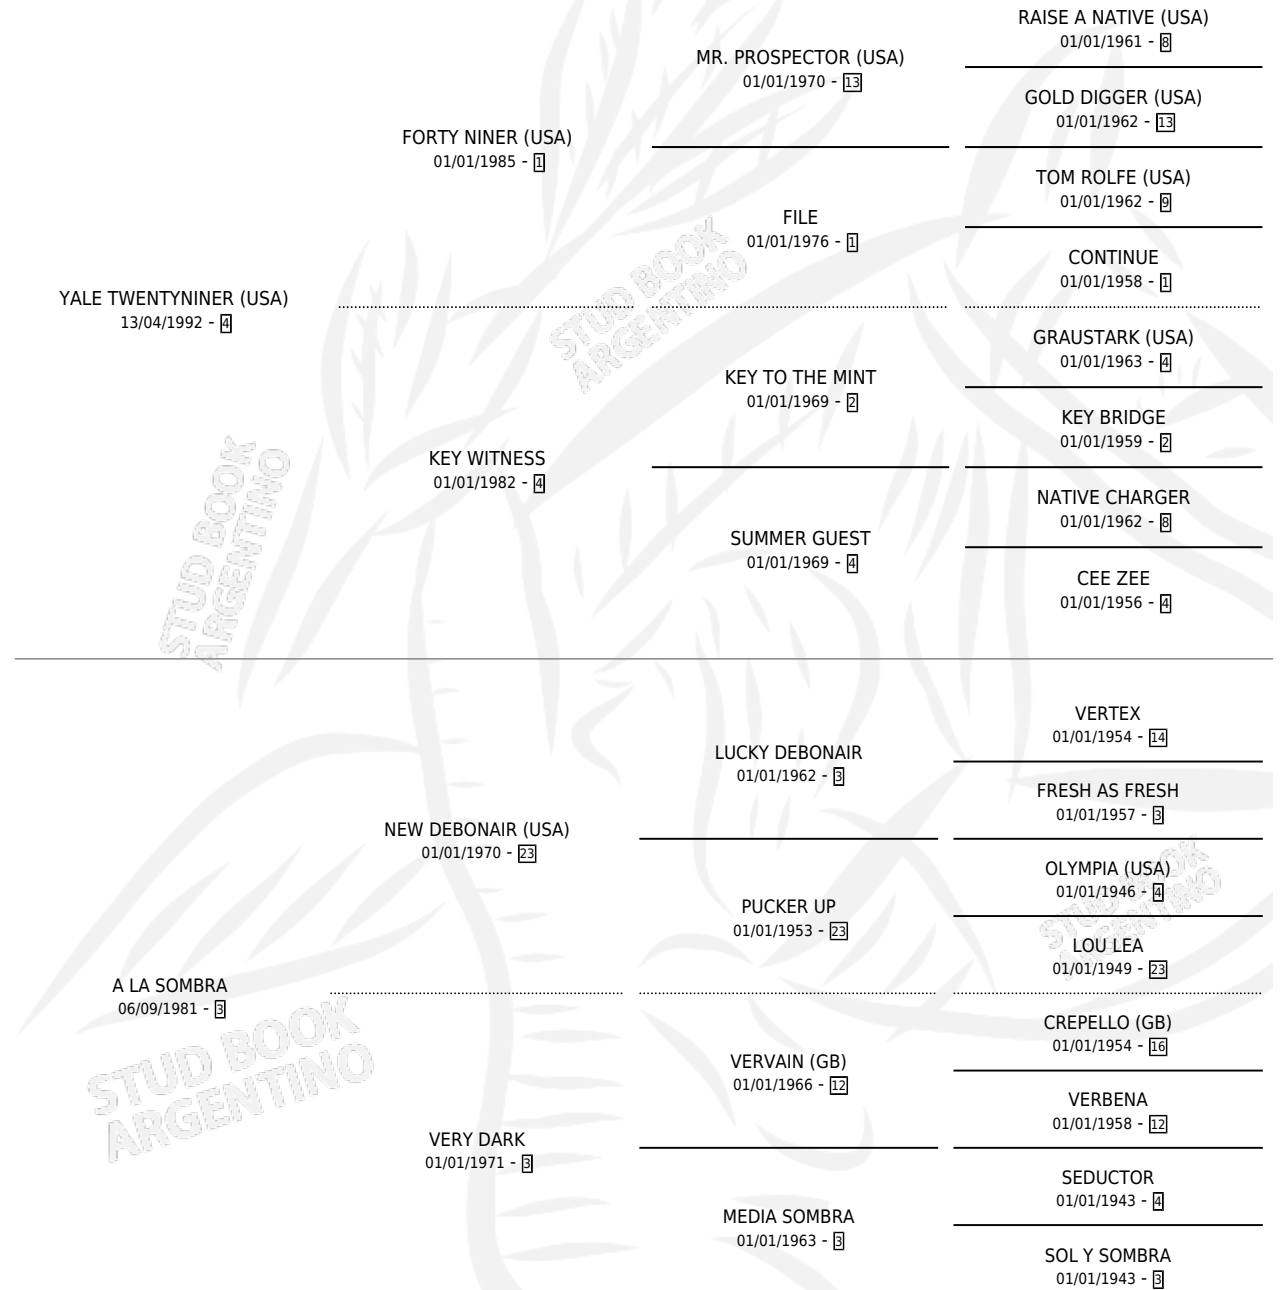 RAISE A NATIVE (USA)
01/01/1961 - 8
MR. PROSPECTOR (USA)
01/01/1970 - 13
GOLD DIGGER (USA)
01/01/1962 - 13
FORTY NINER (USA)
01/01/1985 - 1
TOM ROLFE (USA)
01/01/1962 - 9
FILE
01/01/1976 - 1
CONTINUE
01/01/1958 - 1
YALE TWENTYNINER (USA)
13/04/1992 - 4
GRAUSTARK (USA)
01/01/1963 - 4
KEY TO THE MINT
01/01/1969 - 2
KEY BRIDGE
01/01/1959 - 2
KEY WITNESS
01/01/1982 - 4
NATIVE CHARGER
01/01/1962 - 8
SUMMER GUEST
01/01/1969 - 4
CEE ZEE
01/01/1956 - 4
STUD BOOK
ARGENTINO
STUD BOOK
ARGENTINO
VERTEX
01/01/1954 - 14
LUCKY DEBONAIR
01/01/1962 - 3
FRESH AS FRESH
01/01/1957 - 3
NEW DEBONAIR (USA)
01/01/1970 - 23
OLYMPIA (USA)
01/01/1946 - 4
PUCKER UP
01/01/1953 - 23
LOU LEA
01/01/1949 - 23
A LA SOMBRA
06/09/1981 - 3
CREPELLO (GB)
01/01/1954 - 16
VERVAIN (GB)
01/01/1966 - 12
VERBENA
01/01/1958 - 12
VERY DARK
01/01/1971 - 3
SEDUCTOR
01/01/1943 - 4
MEDIA SOMBRA
01/01/1963 - 3
SOL Y SOMBRA
01/01/1943 - 3
STUD BOOK
ARGENTINO
STUD BOOK
ARGENTINO